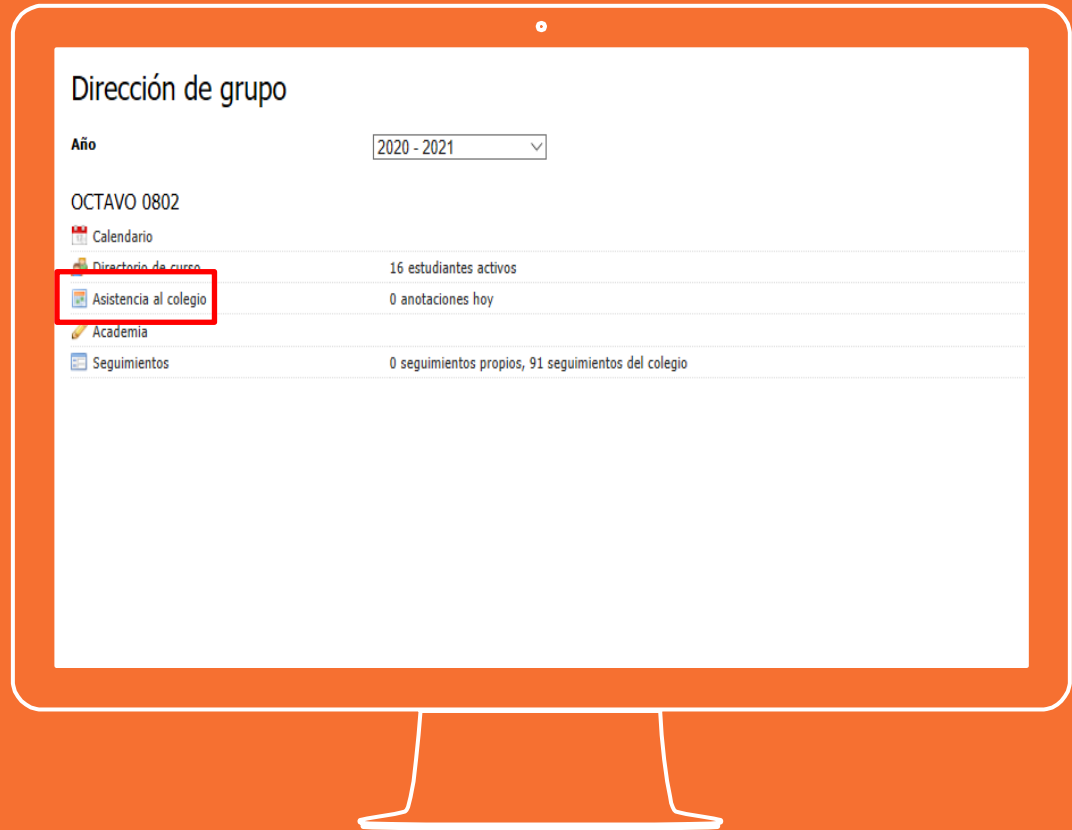 Dirección de grupo
Año 2020 - 2021
OCTAVO 0802
Calendario
Directorio de curso 16 estudiantes activos
Asistencia al colegio 0 anotaciones hoy
Academia
Seguimientos 0 seguimientos propios, 91 seguimientos del colegio